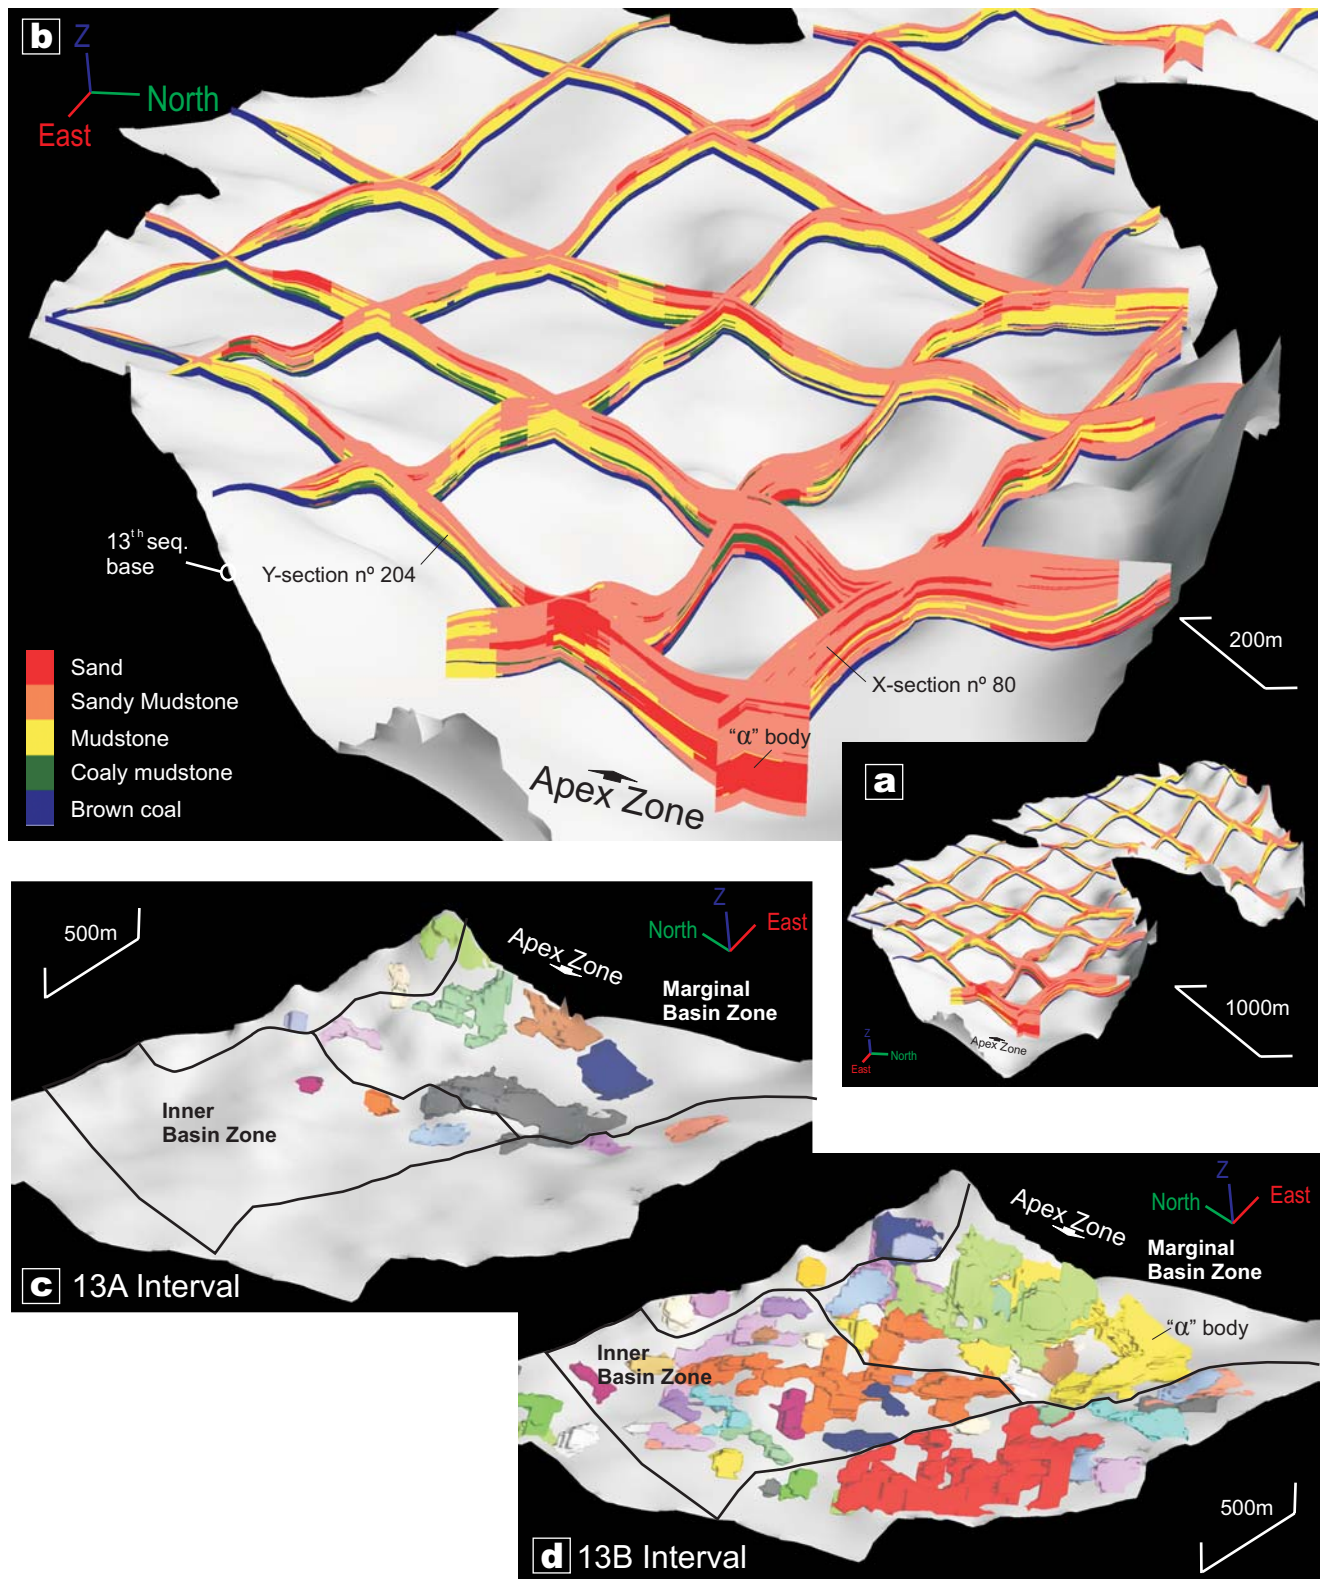 b
Z
North
East
13th seq.
base
Y-section nº 204
Sand
Sandy Mudstone
Mudstone
Coaly mudstone
Brown coal
200m
X-section nº 80
“α” body
Apex Zone
a
1000m
Z
North
East
Apex Zone
500m
Z
North
East
Apex Zone
Marginal
Basin Zone
Inner
Basin Zone
c 13A Interval
Z
North
East
Apex Zone
Marginal
Basin Zone
“α” body
Inner
Basin Zone
500m
d 13B Interval